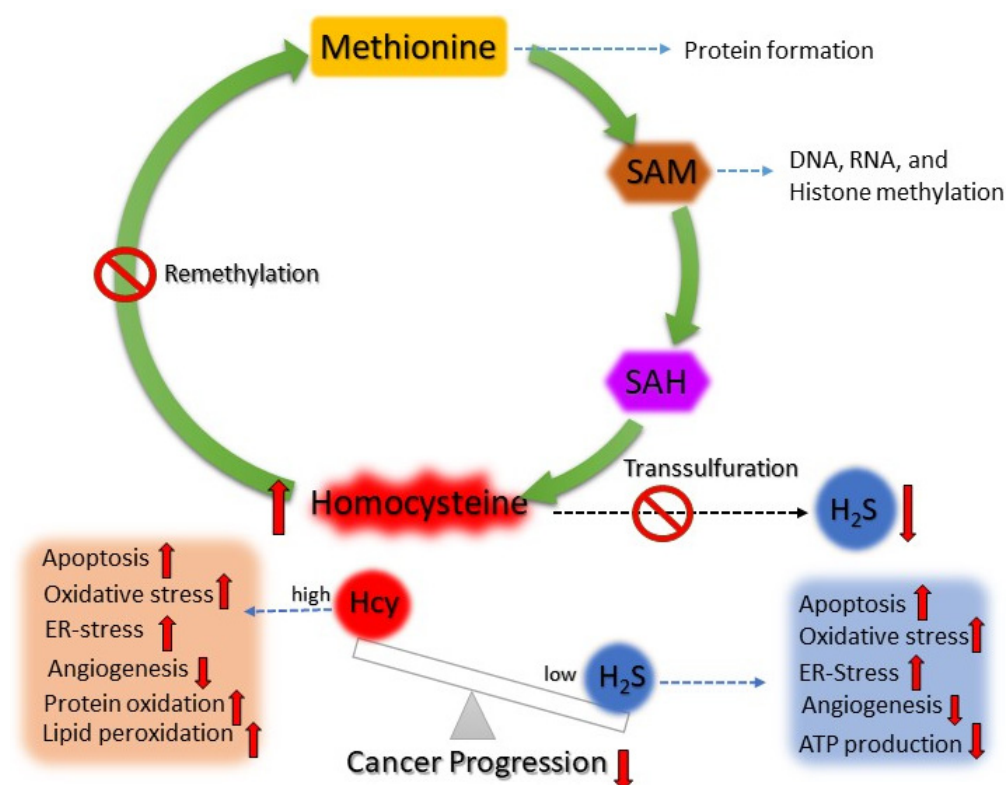 Methionine
Protein formation
SAM
DNA, RNA, and
Histone methylation
Remethylation
SAH
Transsulfuration
Homocysteine
H₂S
Apoptosis
Oxidative stress
ER-stress
Angiogenesis
Protein oxidation
Lipid peroxidation
high
Hcy
low
H₂S
Cancer Progression
Apoptosis
Oxidative stress
ER-Stress
Angiogenesis
ATP production